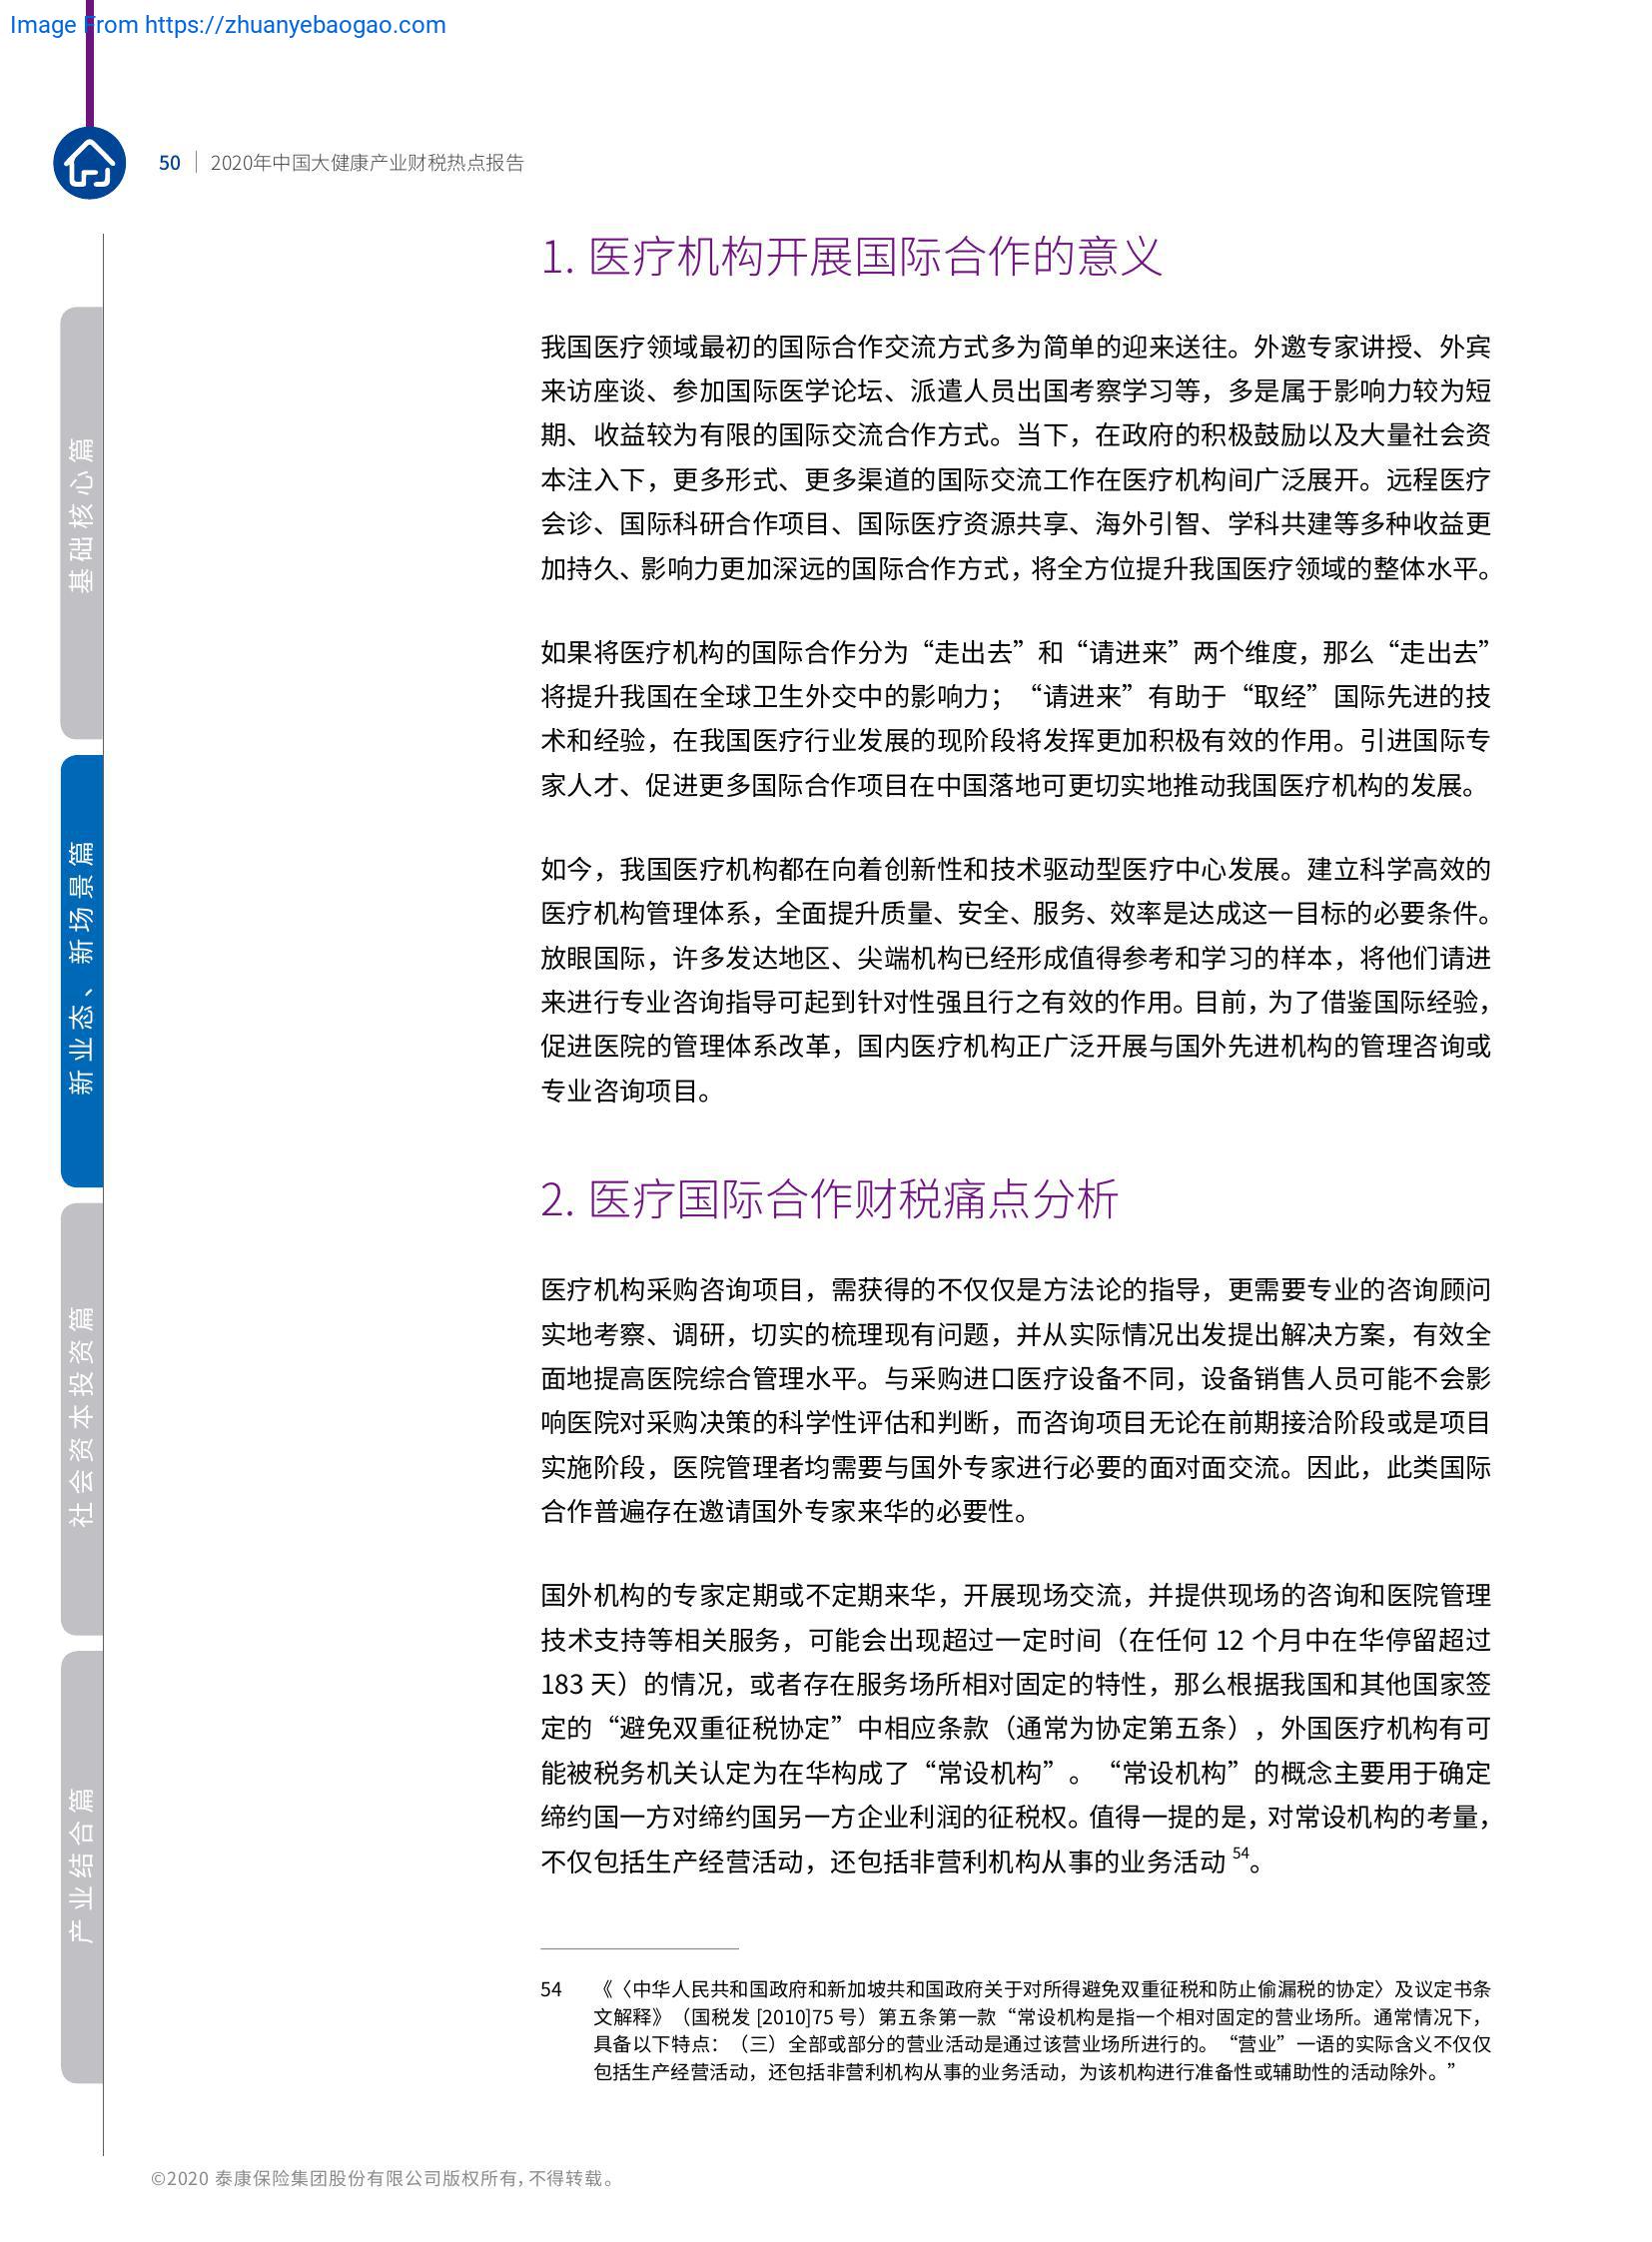 Image From https://zhuanyebaogao.com
50 | 2020年中国大健康产业财税热点报告
基础核心篇
新业态、新场景篇
社会资本投资篇
产业结合篇
1. 医疗机构开展国际合作的意义
我国医疗领域最初的国际合作交流方式多为简单的迎来送往。外邀专家讲授、外宾
来访座谈、参加国际医学论坛、派遣人员出国考察学习等，多是属于影响力较为短
期、收益较为有限的国际交流合作方式。当下，在政府的积极鼓励以及大量社会资
本注入下，更多形式、更多渠道的国际交流工作在医疗机构间广泛展开。远程医疗
会诊、国际科研合作项目、国际医疗资源共享、海外引智、学科共建等多种收益更
加持久、影响力更加深远的国际合作方式，将全方位提升我国医疗领域的整体水平。
如果将医疗机构的国际合作分为“走出去”和“请进来”两个维度，那么“走出去”
将提升我国在全球卫生外交中的影响力；“请进来”有助于“取经”国际先进的技
术和经验，在我国医疗行业发展的现阶段将发挥更加积极有效的作用。引进国际专
家人才、促进更多国际合作项目在中国落地可更切实地推动我国医疗机构的发展。
如今，我国医疗机构都在向着创新性和技术驱动型医疗中心发展。建立科学高效的
医疗机构管理体系，全面提升质量、安全、服务、效率是达成这一目标的必要条件。
放眼国际，许多发达地区、尖端机构已经形成值得参考和学习的样本，将他们请进
来进行专业咨询指导可起到针对性强且行之有效的作用。目前，为了借鉴国际经验，
促进医院的管理体系改革，国内医疗机构正广泛开展与国外先进机构的管理咨询或
专业咨询项目。
2. 医疗国际合作财税痛点分析
医疗机构采购咨询项目，需获得的不仅仅是方法论的指导，更需要专业的咨询顾问
实地考察、调研，切实的梳理现有问题，并从实际情况出发提出解决方案，有效全
面地提高医院综合管理水平。与采购进口医疗设备不同，设备销售人员可能不会影
响医院对采购决策的科学性评估和判断，而咨询项目无论在前期接洽阶段或是项目
实施阶段，医院管理者均需要与国外专家进行必要的面对面交流。因此，此类国际
合作普遍存在邀请国外专家来华的必要性。
国外机构的专家定期或不定期来华，开展现场交流，并提供现场的咨询和医院管理
技术支持等相关服务，可能会出现超过一定时间（在任何 12 个月中在华停留超过
183 天）的情况，或者存在服务场所相对固定的特性，那么根据我国和其他国家签
定的“避免双重征税协定”中相应条款（通常为协定第五条），外国医疗机构有可
能被税务机关认定为在华构成了“常设机构”。“常设机构”的概念主要用于确定
缔约国一方对缔约国另一方企业利润的征税权。值得一提的是，对常设机构的考量，
不仅包括生产经营活动，还包括非营利机构从事的业务活动 54。
54 《〈中华人民共和国政府和新加坡共和国政府关于对所得避免双重征税和防止偷漏税的协定〉及议定书条
文解释》（国税发 [2010]75 号）第五条第一款“常设机构是指一个相对固定的营业场所。通常情况下，
具备以下特点：（三）全部或部分的营业活动是通过该营业场所进行的。“营业”一语的实际含义不仅仅
包括生产经营活动，还包括非营利机构从事的业务活动，为该机构进行准备性或辅助性的活动除外。”
©2020 泰康保险集团股份有限公司版权所有，不得转载。